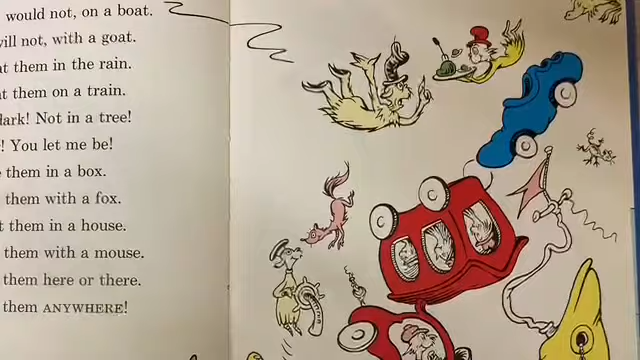 would not, on a boat.
will not, with a goat.
them in the rain.
them on a train.
dark! Not in a tree!
! You let me be!
them in a box.
them with a fox.
them in a house.
them with a mouse.
them here or there.
them ANYWHERE!